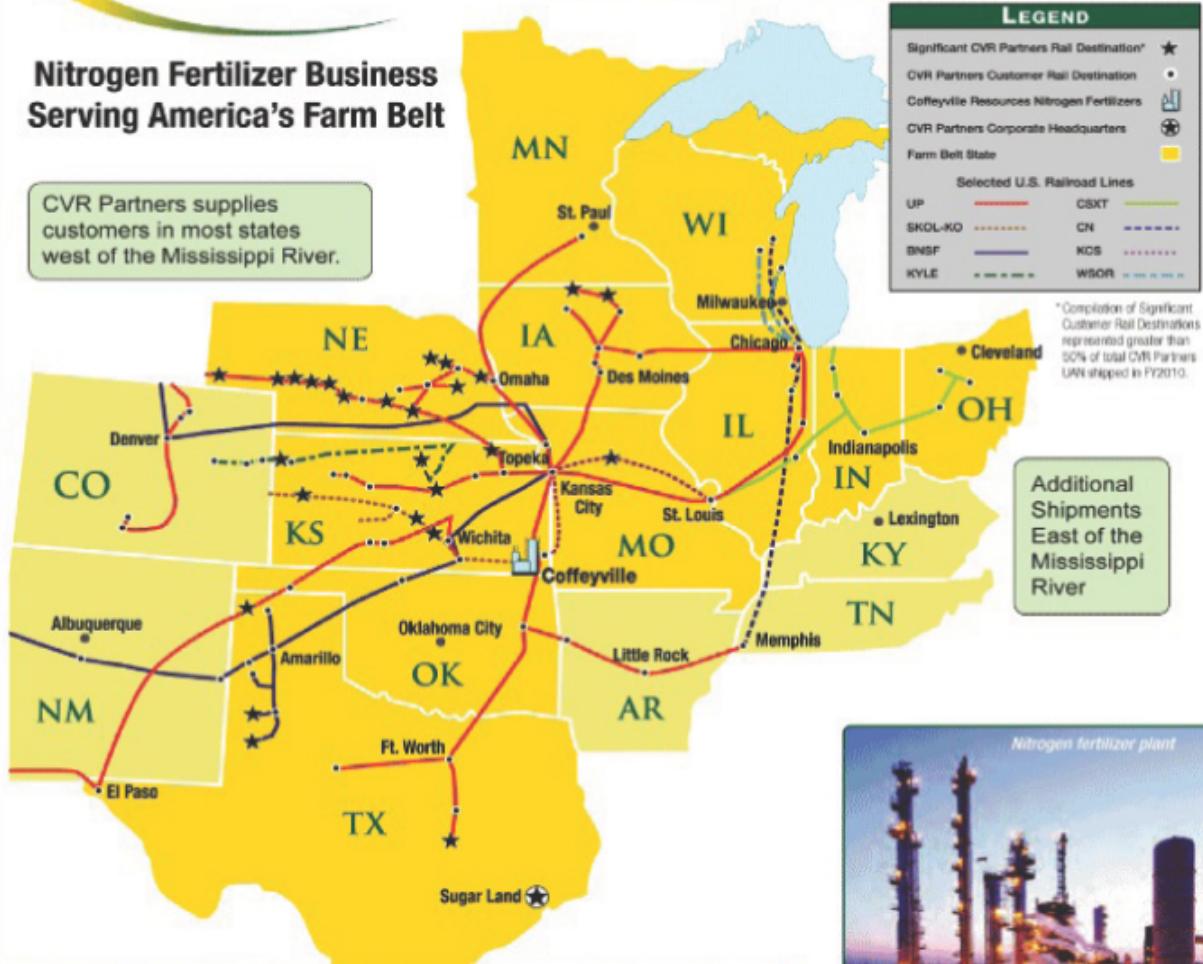 Nitrogen Fertilizer Business
Serving America's Farm Belt
CVR Partners supplies
customers in most states
west of the Mississippi River.
LEGEND
Significant CVR Partners Rail Destination*
CVR Partners Customer Rail Destination
Coffeyville Resources Nitrogen Fertilizers
CVR Partners Corporate Headquarters
Farm Belt State
Selected U.S. Railroad Lines
UP
CSXT
SKOL-KO
CN
BNSF
KCS
KYLE
WSOR
* Compilation of Significant
Customer Rail Destinations
represented greater than
50% of total CVR Partners
UAN shipped in FY2010.
MN
St. Paul
WI
Milwaukee
NE
IA
Chicago
Cleveland
Omaha
Des Moines
OH
IL
Denver
Indianapolis
Topeka
IN
CO
Kansas
City
St. Louis
Lexington
KS
Wichita
MO
KY
Coffeyville
TN
Additional
Shipments
East of the
Mississippi
River
Albuquerque
Oklahoma City
Memphis
Amarillo
Little Rock
OK
NM
AR
Ft. Worth
El Paso
TX
Sugar Land
Nitrogen fertilizer plant